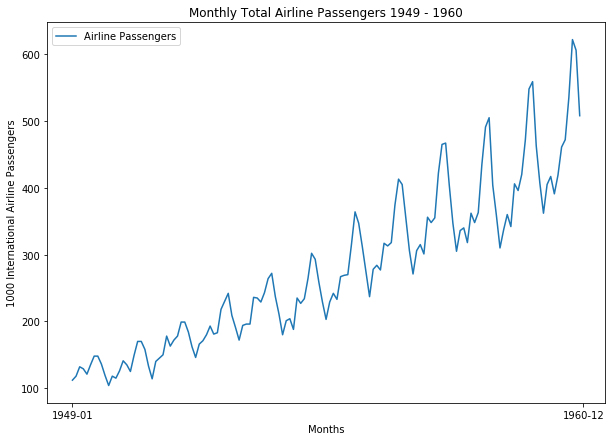 Monthly Total Airline Passengers 1949 - 1960
Airline Passengers
1000 International Airline Passengers
600
500
400
300
200
100
1949-01
1960-12
Months